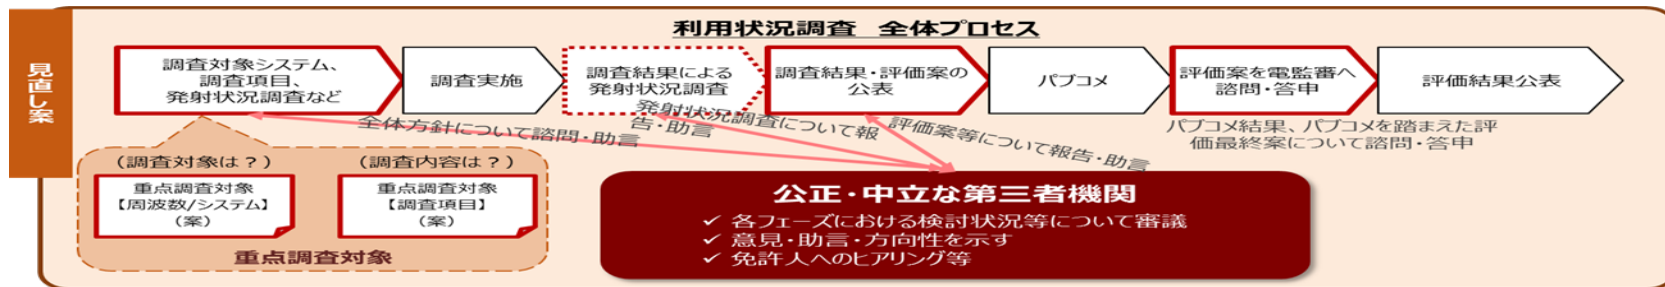 利用状況調査 全体プロセス
見直し案
調査対象システム、
調査項目、
発射状況調査など
調査実施
調査結果による
発射状況調査
調査結果・評価案の
公表
パブコメ
評価案を電監審へ
諮問・答申
評価結果公表
全体方針について諮問・助言
発射状況調査について報
告・助言
評価案等について報告・助言
パブコメ結果、パブコメを踏まえた評
価最終案について諮問・答申
(調査対象は？)
(調査内容は？)
重点調査対象
【周波数/システム】
(案)
重点調査対象
【調査項目】
(案)
重点調査対象
公正・中立な第三者機関
✓ 各フェーズにおける検討状況等について審議
✓ 意見・助言・方向性を示す
✓ 免許人へのヒアリング等